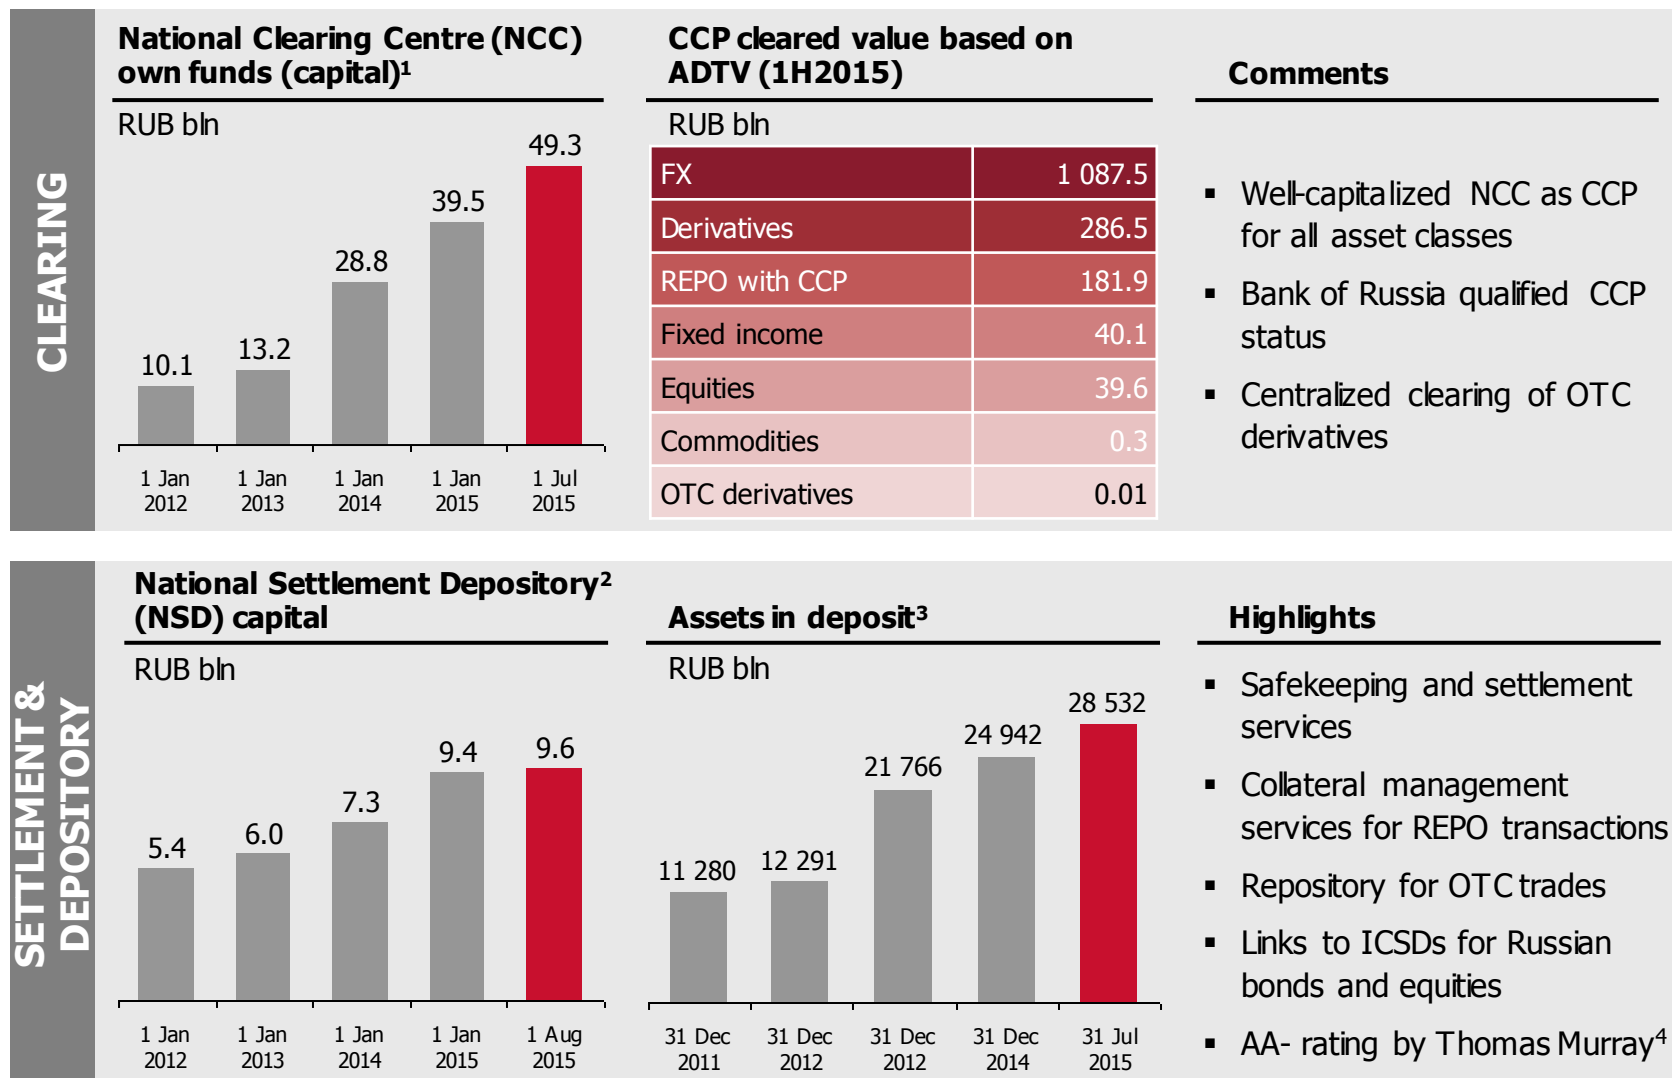 CLEARING
National Clearing Centre (NCC)
own funds (capital)¹
RUB bln
10.1
13.2
28.8
39.5
49.3
1 Jan
2012
1 Jan
2013
1 Jan
2014
1 Jan
2015
1 Jul
2015
CCP cleared value based on
ADTV (1H2015)
RUB bln
FX 1 087.5
Derivatives 286.5
REPO with CCP 181.9
Fixed income 40.1
Equities 39.6
Commodities 0.3
OTC derivatives 0.01
Comments
▪ Well-capitalized NCC as CCP
for all asset classes
▪ Bank of Russia qualified CCP
status
▪ Centralized clearing of OTC
derivatives
SETTLEMENT &
DEPOSITORY
National Settlement Depository²
(NSD) capital
RUB bln
5.4
6.0
7.3
9.4
9.6
1 Jan
2012
1 Jan
2013
1 Jan
2014
1 Jan
2015
1 Aug
2015
Assets in deposit³
RUB bln
11 280
12 291
21 766
24 942
28 532
31 Dec
2011
31 Dec
2012
31 Dec
2012
31 Dec
2014
31 Jul
2015
Highlights
▪ Safekeeping and settlement
services
▪ Collateral management
services for REPO transactions
▪ Repository for OTC trades
▪ Links to ICSDs for Russian
bonds and equities
▪ AA- rating by Thomas Murray⁴